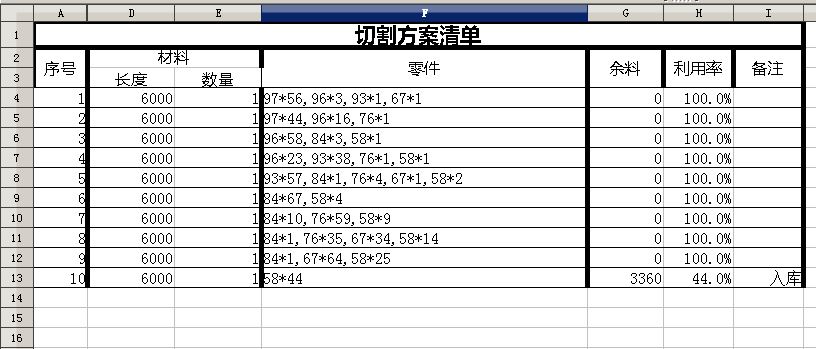 A D E F G H I
1 切割方案清单
2 序号 材料 零件 余料 利用率 备注
3 长度 数量
4 1 6000 1 97*56,96*3,93*1,67*1 0 100.0%
5 2 6000 1 97*44,96*16,76*1 0 100.0%
6 3 6000 1 96*58,84*3,58*1 0 100.0%
7 4 6000 1 96*23,93*38,76*1,58*1 0 100.0%
8 5 6000 1 93*57,84*1,76*4,67*1,58*2 0 100.0%
9 6 6000 1 84*67,58*4 0 100.0%
10 7 6000 1 84*10,76*59,58*9 0 100.0%
11 8 6000 1 84*1,76*35,67*34,58*14 0 100.0%
12 9 6000 1 84*1,67*64,58*25 0 100.0%
13 10 6000 1 58*44 3360 44.0% 入库
14
15
16